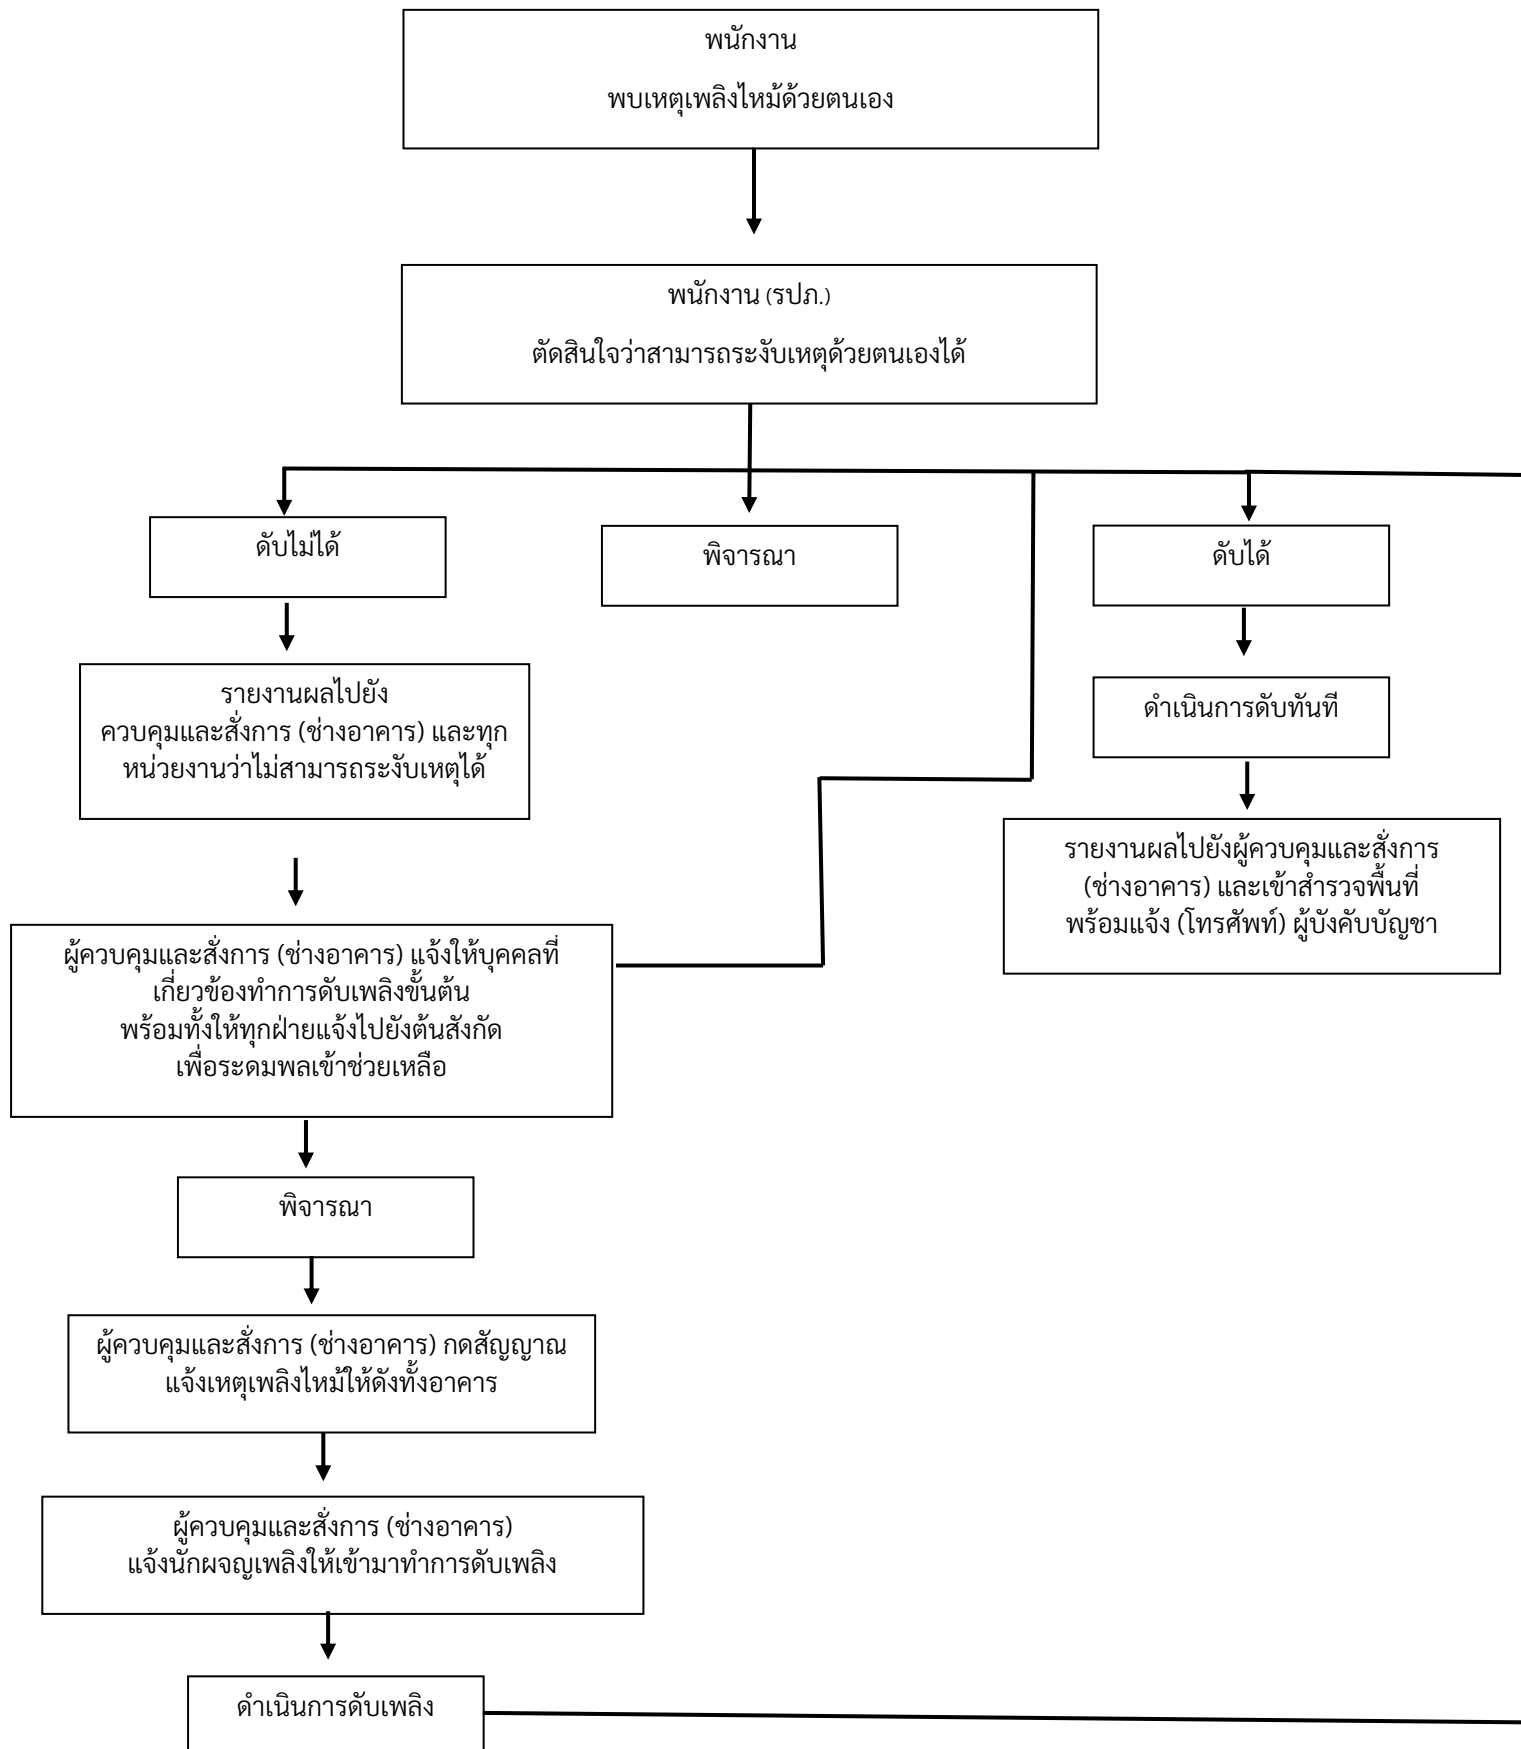 พนักงาน
พบเหตุเพลิงไหม้ด้วยตนเอง
พนักงาน (รปภ.)
ตัดสินใจว่าสามารถระงับเหตุด้วยตนเองได้
ดับไม่ได้
พิจารณา
ดับได้
รายงานผลไปยัง
ควบคุมและสั่งการ (ช่างอาคาร) และทุก
หน่วยงานว่าไม่สามารถระงับเหตุได้
ดำเนินการดับทันที
รายงานผลไปยังผู้ควบคุมและสั่งการ
(ช่างอาคาร) และเข้าสำรวจพื้นที่
พร้อมแจ้ง (โทรศัพท์) ผู้บังคับบัญชา
ผู้ควบคุมและสั่งการ (ช่างอาคาร) แจ้งให้บุคคลที่
เกี่ยวข้องทำการดับเพลิงขั้นต้น
พร้อมทั้งให้ทุกฝ่ายแจ้งไปยังต้นสังกัด
เพื่อระดมพลเข้าช่วยเหลือ
พิจารณา
ผู้ควบคุมและสั่งการ (ช่างอาคาร) กดสัญญาณ
แจ้งเหตุเพลิงไหม้ให้ดังทั้งอาคาร
ผู้ควบคุมและสั่งการ (ช่างอาคาร)
แจ้งนักผจญเพลิงให้เข้ามาทำการดับเพลิง
ดำเนินการดับเพลิง